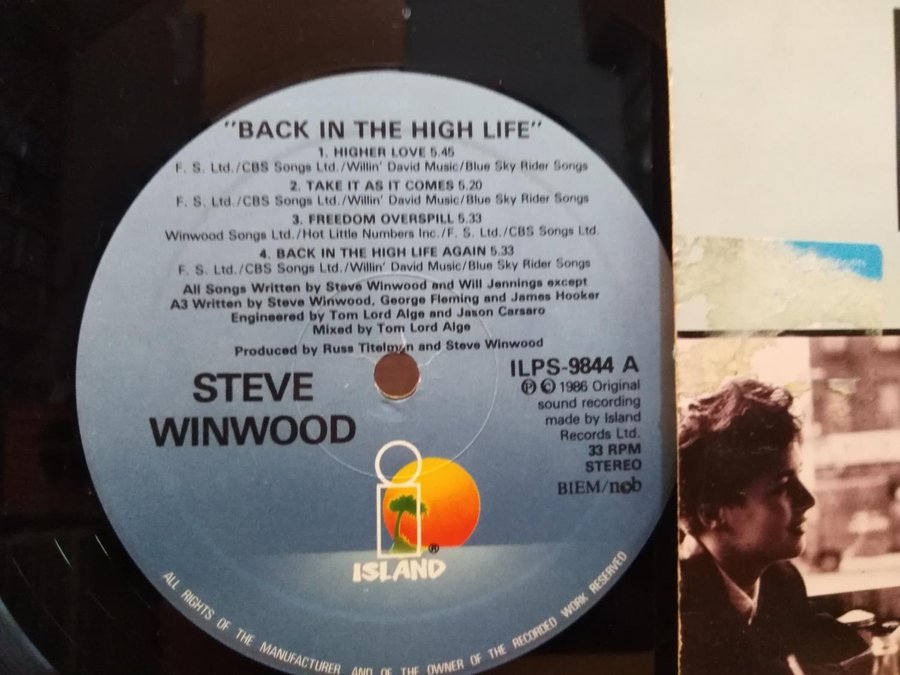 "BACK IN THE HIGH LIFE"
1. HIGHER LOVE 5.45
F. S. Ltd./CBS Songs Ltd./Willin' David Music/Blue Sky Rider Songs
2. TAKE IT AS IT COMES 5.20
F. S. Ltd./CBS Songs Ltd./Willin' David Music/Blue Sky Rider Songs
3. FREEDOM OVERSPILL 5.33
Winwood Songs Ltd./Hot Little Numbers Inc./F. S. Ltd./CBS Songs Ltd.
4. BACK IN THE HIGH LIFE AGAIN 5.33
F. S. Ltd./CBS Songs Ltd./Willin' David Music/Blue Sky Rider Songs
All Songs Written by Steve Winwood and Will Jennings except
A3 Written by Steve Winwood, George Fleming and James Hooker
Engineered by Tom Lord Alge and Jason Carsaro
Mixed by Tom Lord Alge
Produced by Russ Titelman and Steve Winwood
STEVE
WINWOOD
ILPS-9844 A
℗ © 1986 Original
sound recording
made by Island
Records Ltd.
33 RPM
STEREO
BIEM/ncb
ISLAND®
ALL RIGHTS OF THE MANUFACTURER AND OF THE OWNER OF THE RECORDED WORK RESERVED